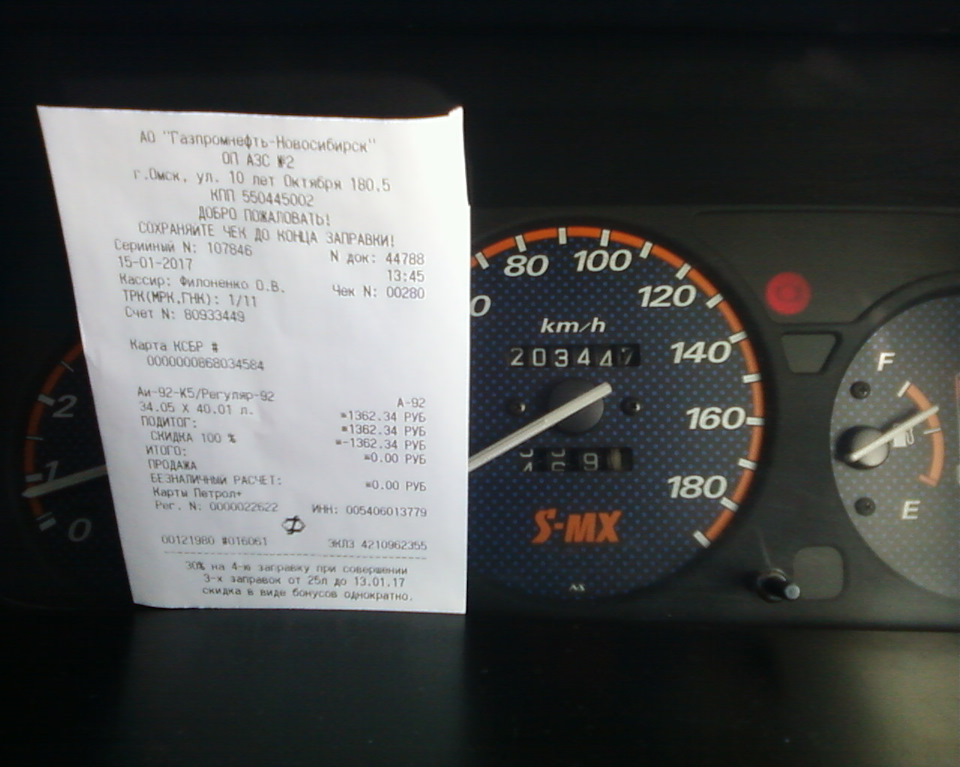 АО "Газпромнефть-Новосибирск"
ОП АЗС №2
г.Омск, ул. 10 лет Октября 180,5
КПП 550445002
ДОБРО ПОЖАЛОВАТЬ!
СОХРАНЯЙТЕ ЧЕК ДО КОНЦА ЗАПРАВКИ!
Серийный N: 107846 N док: 44788
15-01-2017 13:45
Кассир: Филоненко О.В. Чек N: 00280
ТРК(МРК.ГНК): 1/11
Счет N: 80933449
Карта КСБР #
0000000868034584
Аи-92-К5/Регуляр-92 А-92
34.05 X 40.01 л. =1362.34 РУБ
ПОДИТОГ: =1362.34 РУБ
СКИДКА 100 % =-1362.34 РУБ
ИТОГО: =0.00 РУБ
ПРОДАЖА
БЕЗНАЛИЧНЫЙ РАСЧЕТ: =0.00 РУБ
Карты Петрол+
Рег. N: 0000022622 ИНН: 005406013779
00121980 #016061 ЭКЛЗ 4210962355
30% на 4-ю заправку при совершении
3-х заправок от 25л до 13.01.17
скидка в виде бонусов однократно.
2
1
0
80
100
120
140
160
180
km/h
203447
S-MX
F
E